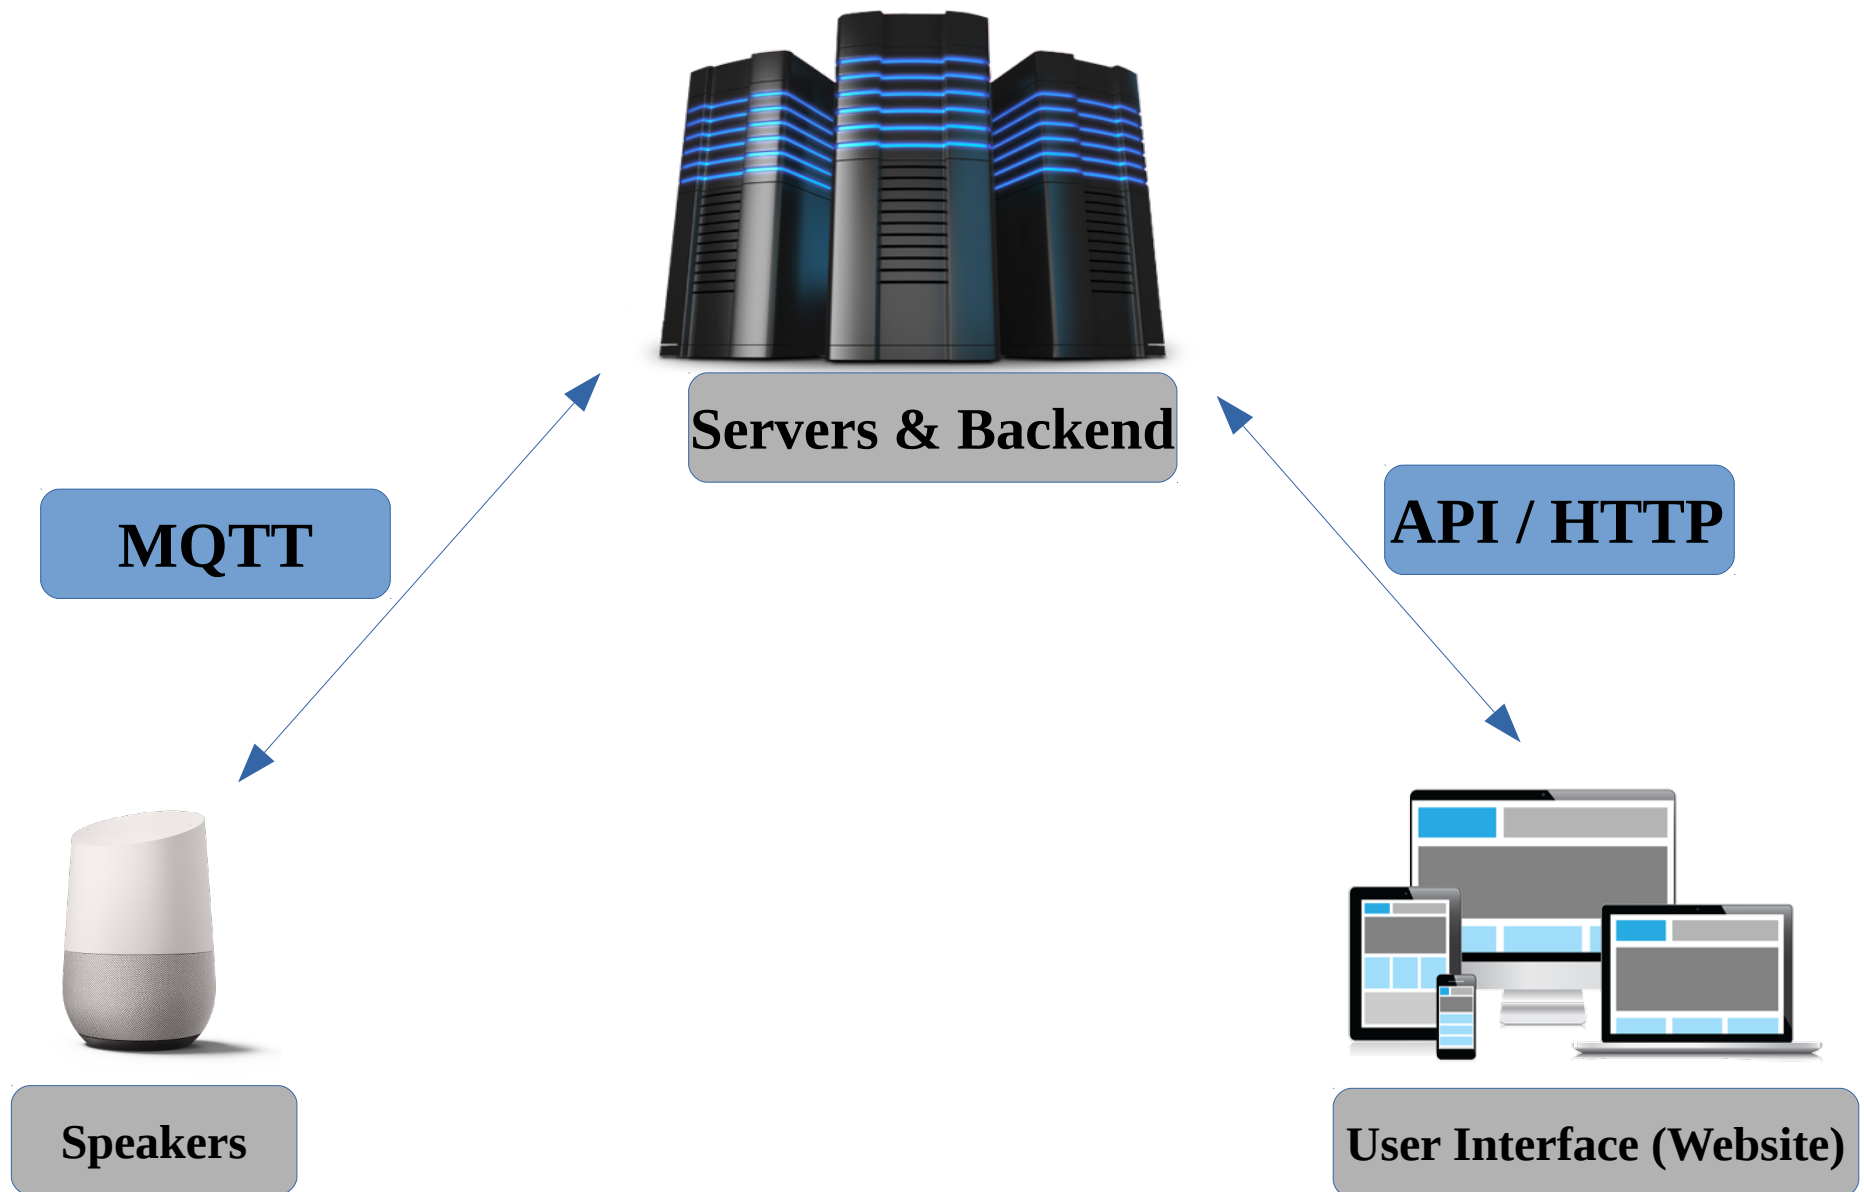 Servers & Backend
MQTT
API / HTTP
Speakers
User Interface (Website)